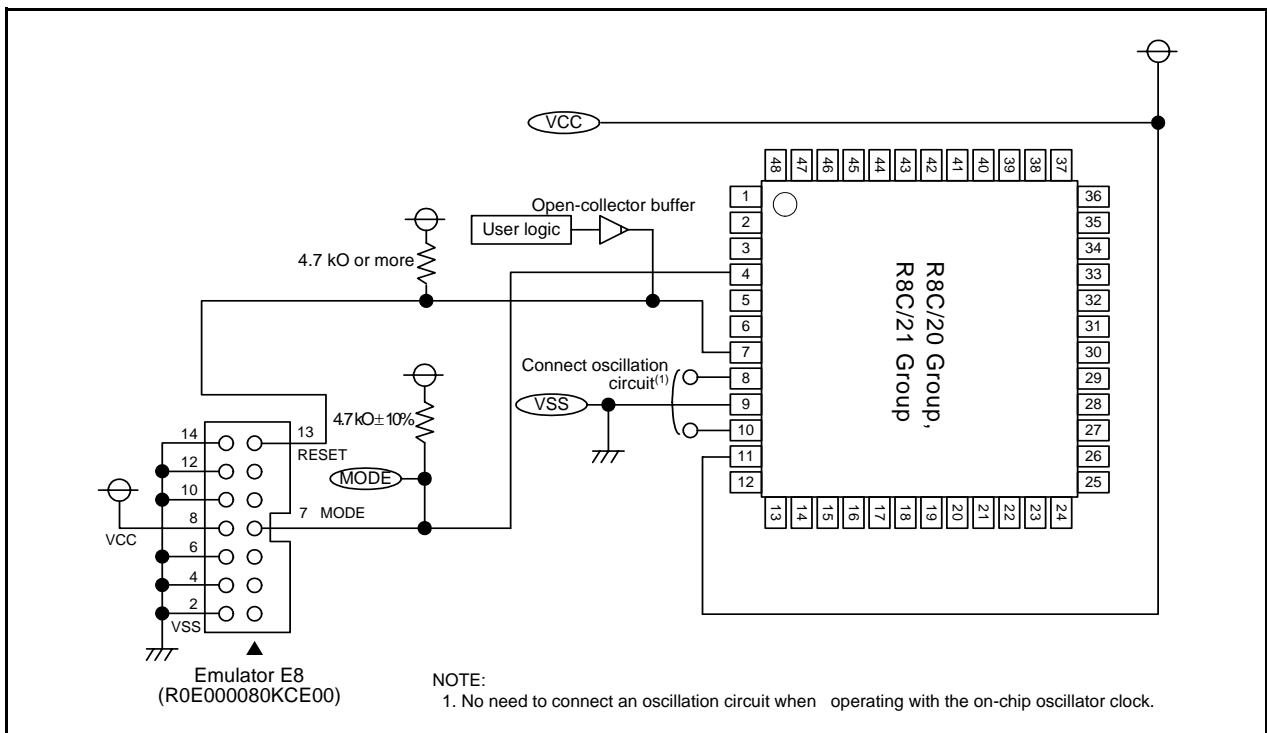 VCC
48 47 46 45 44 43 42 41 40 39 38 37
Open-collector buffer
User logic
4.7 kO or more
1
2
3
4
5
6
7
8
9
10
11
12
36
35
34
33
32
31
30
29
28
27
26
25
R8C/20 Group,
R8C/21 Group
Connect oscillation
circuit(1)
VSS
4.7kO±10%
MODE
13 14 15 16 17 18 19 20 21 22 23 24
14
13
RESET
12
10
8
7 MODE
VCC
6
4
2
VSS
Emulator E8
(R0E000080KCE00)
NOTE:
1. No need to connect an oscillation circuit when operating with the on-chip oscillator clock.